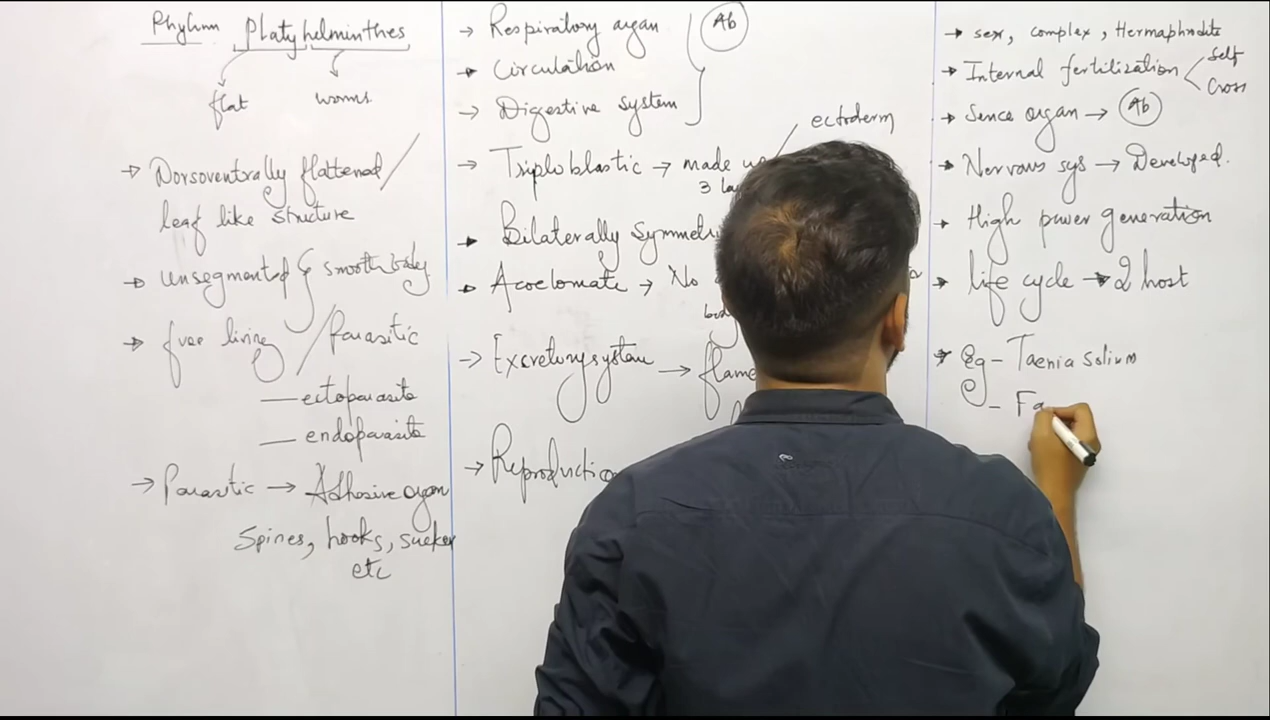 Phylum Platyhelminthes
flat worms
→ Dorsoventrally flattened /
leaf like structure
→ unsegmented & smooth body
→ free living / Parasitic
— ectoparasite
— endoparasite
→ Parasitic → Adhesive organ
Spines, hooks, sucker
etc
→ Respiratory organ
→ Circulation
→ Digestive system
Ab
→ Triploblastic → made
3
ectoderm
→ Bilaterally
→ Acoelomate → No
→ Excretory system → flame
→ Reproduction
→ sex, complex, Hermaphrodite
→ Internal fertilization < Self
Cross
→ Sence organ → Ab
→ Nervous sys → Developed.
→ High power generation
→ life cycle → 2 host
→ Eg - Taenia Solium
- Fa